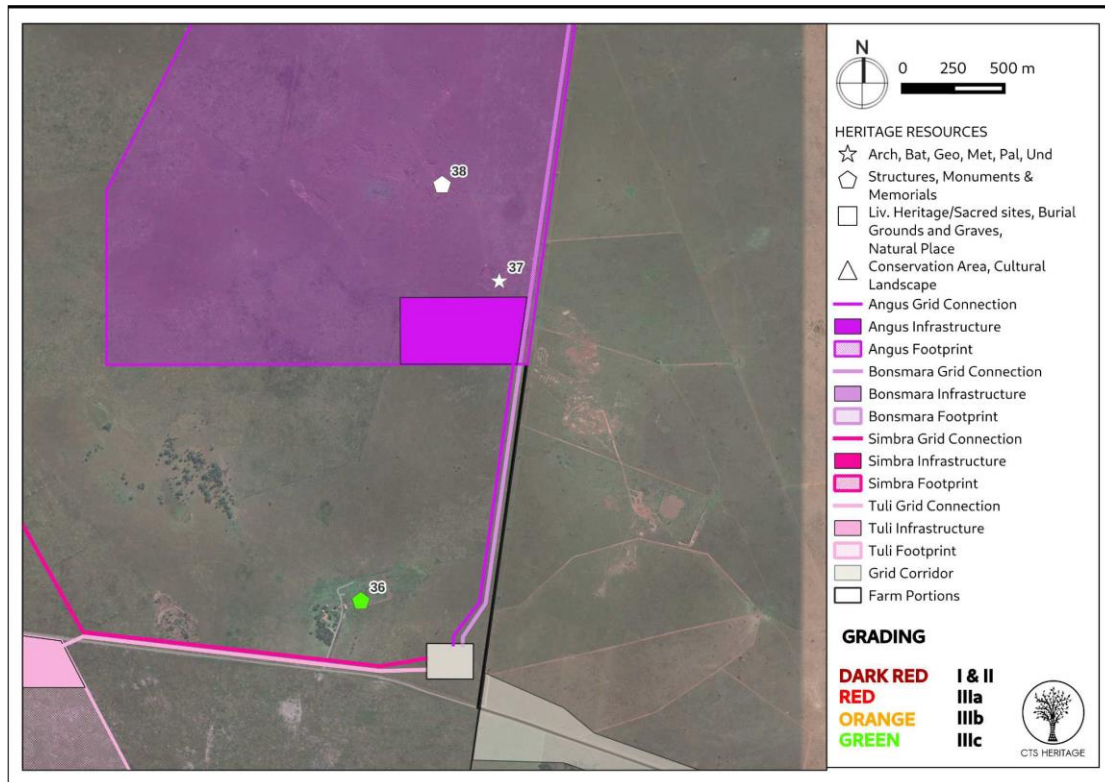 38
37
36
N
0 250 500 m
HERITAGE RESOURCES
Arch, Bat, Geo, Met, Pal, Und
Structures, Monuments &
Memorials
Liv. Heritage/Sacred sites, Burial
Grounds and Graves,
Natural Place
Conservation Area, Cultural
Landscape
Angus Grid Connection
Angus Infrastructure
Angus Footprint
Bonsmara Grid Connection
Bonsmara Infrastructure
Bonsmara Footprint
Simbra Grid Connection
Simbra Infrastructure
Simbra Footprint
Tuli Grid Connection
Tuli Infrastructure
Tuli Footprint
Grid Corridor
Farm Portions
GRADING
DARK RED I & II
RED IIIa
ORANGE IIIb
GREEN IIIc
CTS HERITAGE